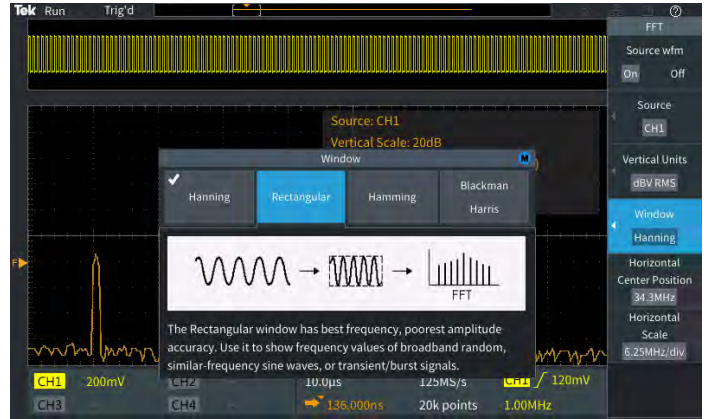 Tek Run Trig'd
FFT
Source wfm
On Off
Source
CH1
Vertical Units
dBV RMS
Window
Hanning
Horizontal
Center Position
34.3MHz
Horizontal
Scale
6.25MHz/div
Source: CH1
Vertical Scale: 20dB
Window
M
Hanning
Rectangular
Hamming
Blackman
Harris
FFT
The Rectangular window has best frequency, poorest amplitude
accuracy. Use it to show frequency values of broadband random,
similar-frequency sine waves, or transient/burst signals.
F
CH1 200mV CH2 10.0μs 125MS/s CH1 120mV
CH3 CH4 136.000ns 20k points 1.00MHz